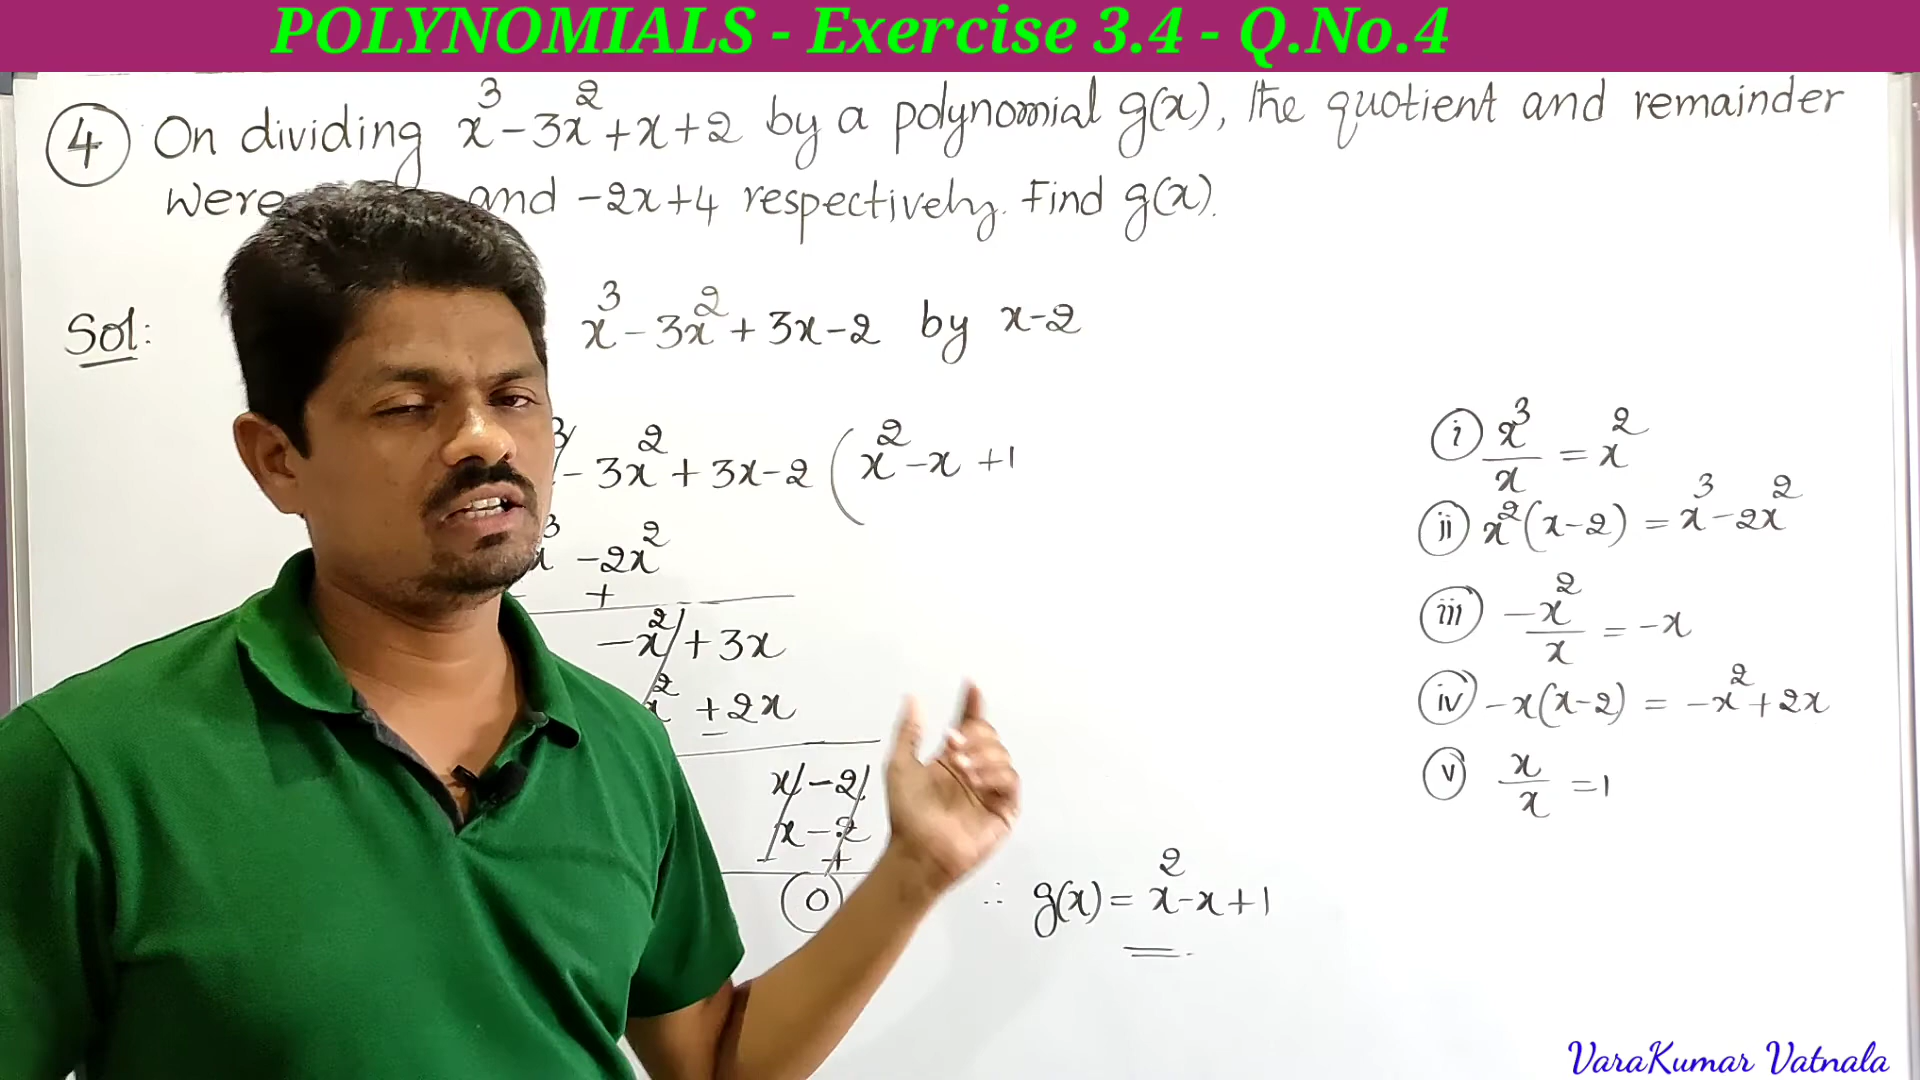 POLYNOMIALS - Exercise 3.4 - Q.No.4
④ On dividing x³-3x²+x+2 by a polynomial g(x), the quotient and remainder
were and -2x+4 respectively. Find g(x).
Sol: x³-3x²+3x-2 by x-2
-3x²+3x-2 ( x²-x+1
x³ -2x²
- +
-x²+3x
x² +2x
-
x-2
x-2
- +
0
∴ g(x) = x²-x+1
(i) x³/x = x²
(ii) x²(x-2) = x³-2x²
(iii) -x²/x = -x
(iv) -x(x-2) = -x²+2x
(v) x/x = 1
VaraKumar Vatnala